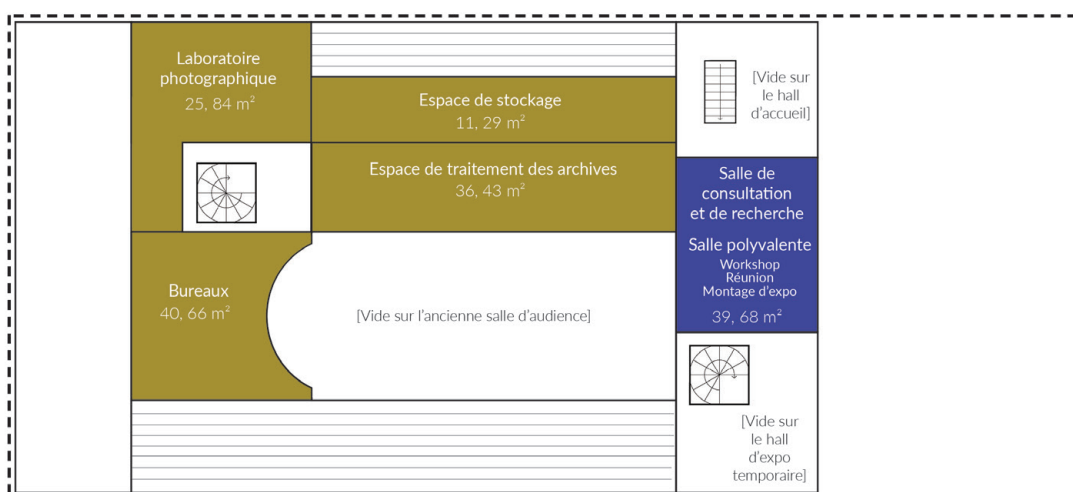 Laboratoire
photographique
25, 84 m²
Espace de stockage
11, 29 m²
[Vide sur
le hall
d'accueil]
Espace de traitement des archives
36, 43 m²
Salle de
consultation
et de recherche
Salle polyvalente
Workshop
Réunion
Montage d'expo
39, 68 m²
Bureaux
40, 66 m²
[Vide sur l'ancienne salle d'audience]
[Vide sur
le hall
d'expo
temporaire]